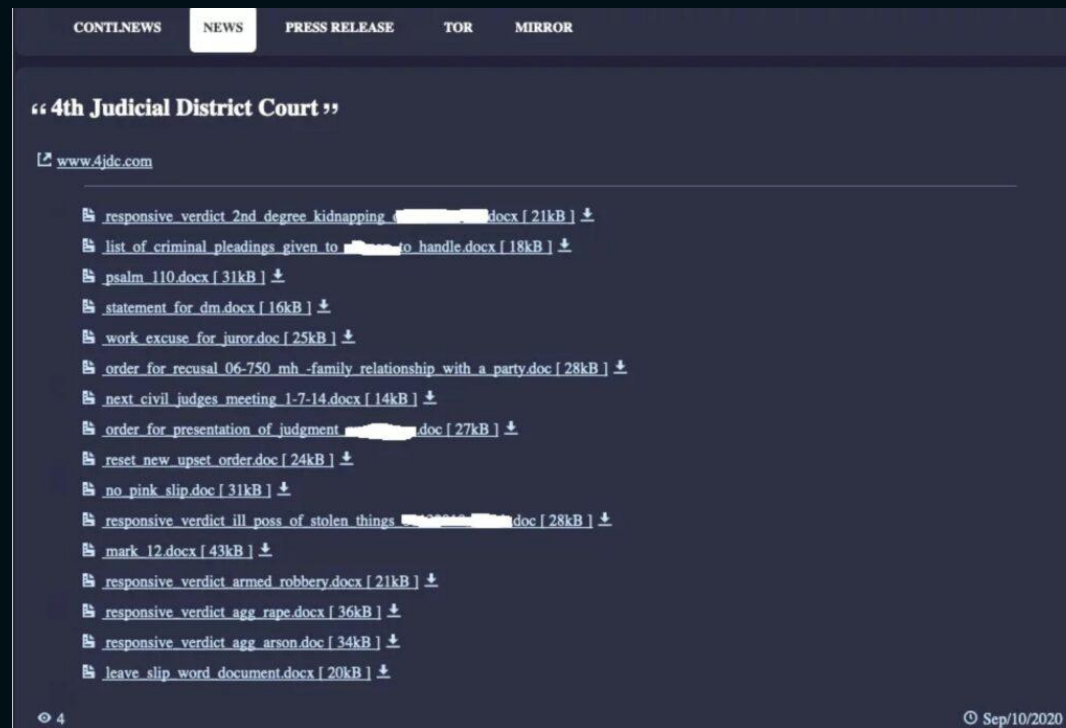 CONTI.NEWS NEWS PRESS RELEASE TOR MIRROR
“ 4th Judicial District Court ”
www.4jdc.com
responsive_verdict_2nd_degree_kidnapping_ docx [ 21kB ]
list_of_criminal_pleadings_given_to_ to_handle.docx [ 18kB ]
psalm_110.docx [ 31kB ]
statement_for_dm.docx [ 16kB ]
work_excuse_for_juror.doc [ 25kB ]
order_for_recusal_06-750_mh_-family_relationship_with_a_party.doc [ 28kB ]
next_civil_judges_meeting_1-7-14.docx [ 14kB ]
order_for_presentation_of_judgment_ .doc [ 27kB ]
reset_new_upset_order.doc [ 24kB ]
no_pink_slip.doc [ 31kB ]
responsive_verdict_ill_poss_of_stolen_things_ doc [ 28kB ]
mark_12.docx [ 43kB ]
responsive_verdict_armed_robbery.docx [ 21kB ]
responsive_verdict_agg_rape.docx [ 36kB ]
responsive_verdict_agg_arson.doc [ 34kB ]
leave_slip_word_document.docx [ 20kB ]
4 Sep/10/2020